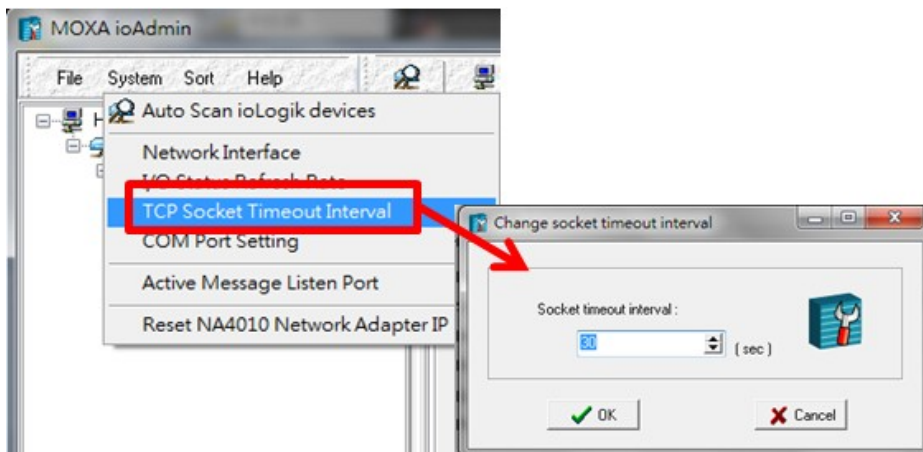 MOXA ioAdmin
File System Sort Help
H
Auto Scan ioLogik devices
Network Interface
I/O Status Refresh Rate
TCP Socket Timeout Interval
COM Port Setting
Active Message Listen Port
Reset NA4010 Network Adapter IP
Change socket timeout interval
Socket timeout interval :
30 ( sec )
OK Cancel